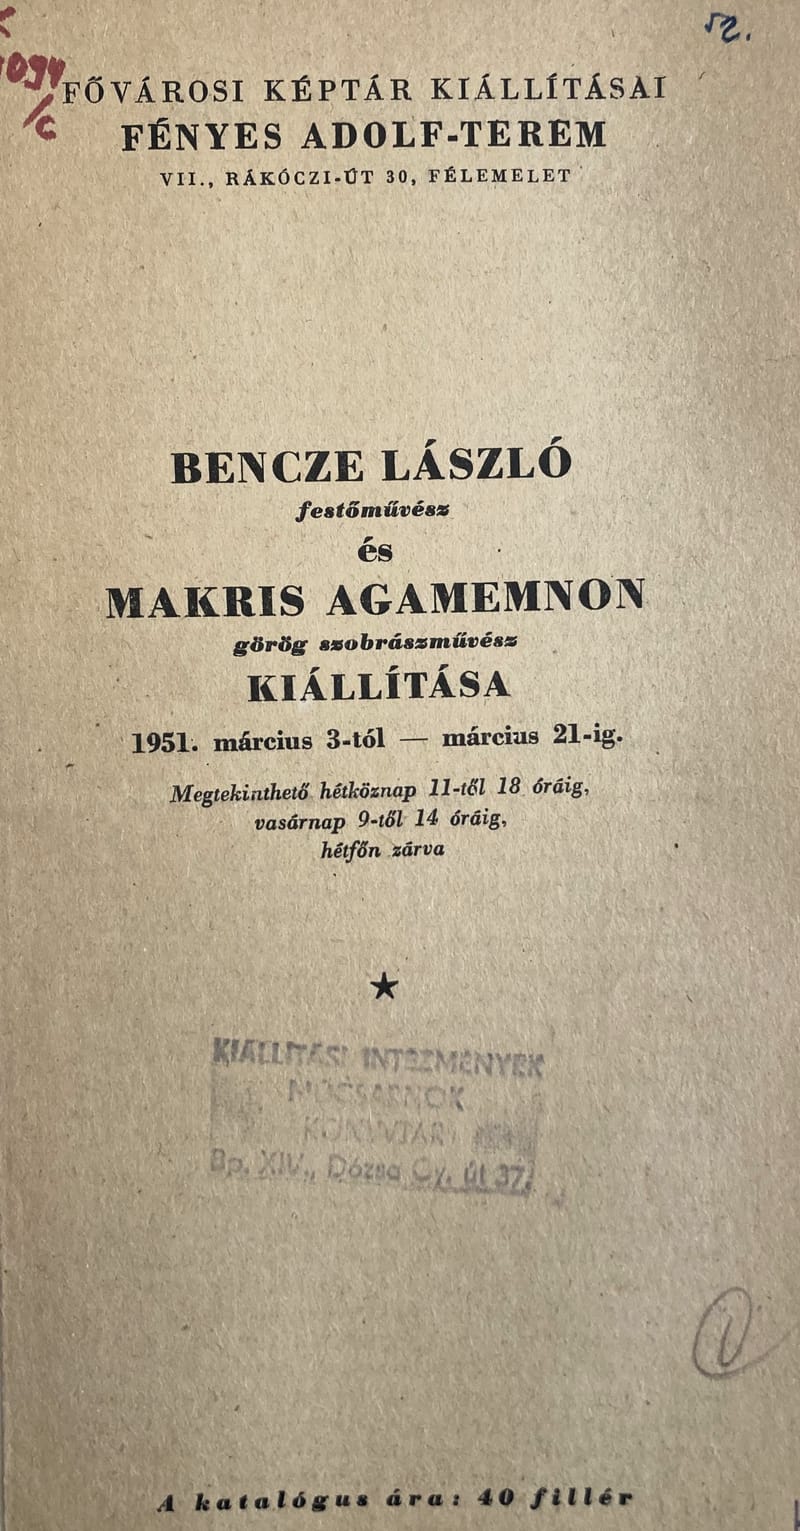 1094
/c
52.
FŐVÁROSI KÉPTÁR KIÁLLÍTÁSAI
FÉNYES ADOLF-TEREM
VII., RÁKÓCZI-ÚT 30, FÉLEMELET
BENCZE LÁSZLÓ
festőművész
és
MAKRIS AGAMEMNON
görög szobrászművész
KIÁLLÍTÁSA
1951. március 3-tól — március 21-ig.
Megtekinthető hétköznap 11-től 18 óráig,
vasárnap 9-től 14 óráig,
hétfőn zárva
★
KIÁLLÍTÁSI INTÉZMÉNYEK
MŰCSARNOK
KÖNYVTÁR
Bp. XIV., Dózsa Gy. út 37.
A katalógus ára: 40 fillér